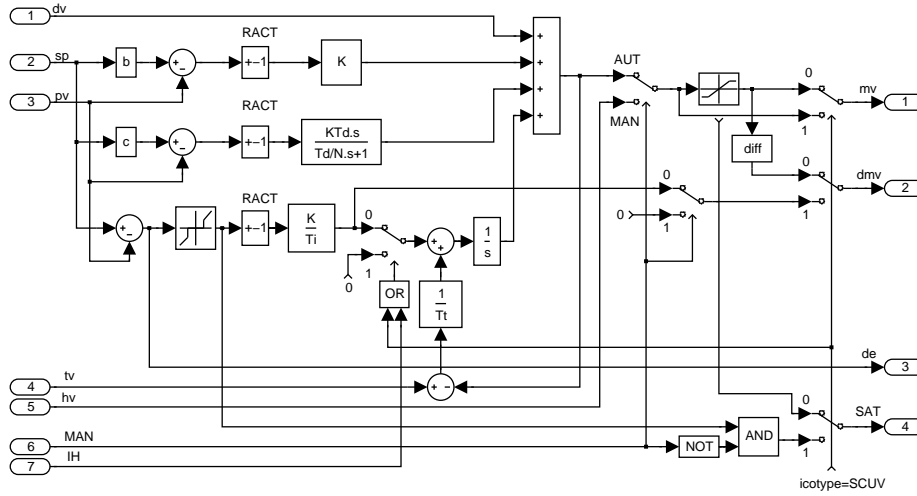 1 dv
RACT
2 sp b + − +−1 K + + + +
AUT
0 mv 1
3 pv
MAN
1
RACT
c + − +−1 KTd.s
Td/N.s+1
diff
0 dmv 2
0
1
RACT
+ − +−1 K
Ti
0 + + 1
s
0 1
1
0
OR 1
Tt
de 3
4 tv + −
5 hv
0 SAT 4
6 MAN NOT AND 1
7 IH
icotype=SCUV